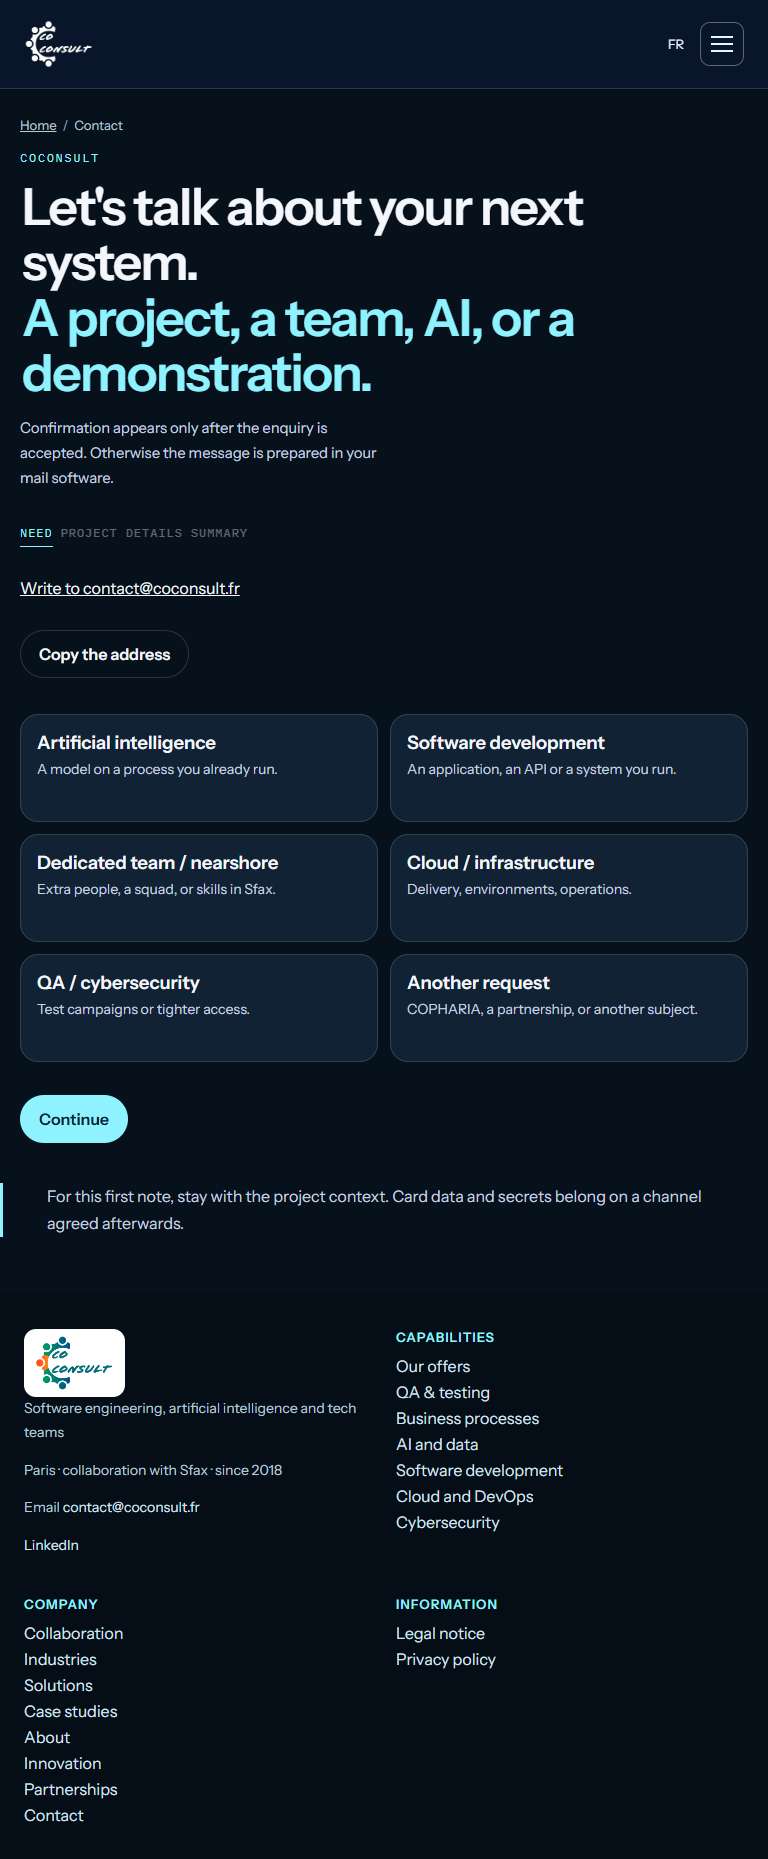 CO
CONSULT
FR
Home / Contact
COCONSULT
Let's talk about your next
system.
A project, a team, AI, or a
demonstration.
Confirmation appears only after the enquiry is
accepted. Otherwise the message is prepared in your
mail software.
NEED PROJECT DETAILS SUMMARY
Write to contact@coconsult.fr
Copy the address
Artificial intelligence
A model on a process you already run.
Software development
An application, an API or a system you run.
Dedicated team / nearshore
Extra people, a squad, or skills in Sfax.
Cloud / infrastructure
Delivery, environments, operations.
QA / cybersecurity
Test campaigns or tighter access.
Another request
COPHARIA, a partnership, or another subject.
Continue
For this first note, stay with the project context. Card data and secrets belong on a channel
agreed afterwards.
CO
CONSULT
Software engineering, artificial intelligence and tech
teams
Paris · collaboration with Sfax · since 2018
Email contact@coconsult.fr
LinkedIn
CAPABILITIES
Our offers
QA & testing
Business processes
AI and data
Software development
Cloud and DevOps
Cybersecurity
COMPANY
Collaboration
Industries
Solutions
Case studies
About
Innovation
Partnerships
Contact
INFORMATION
Legal notice
Privacy policy